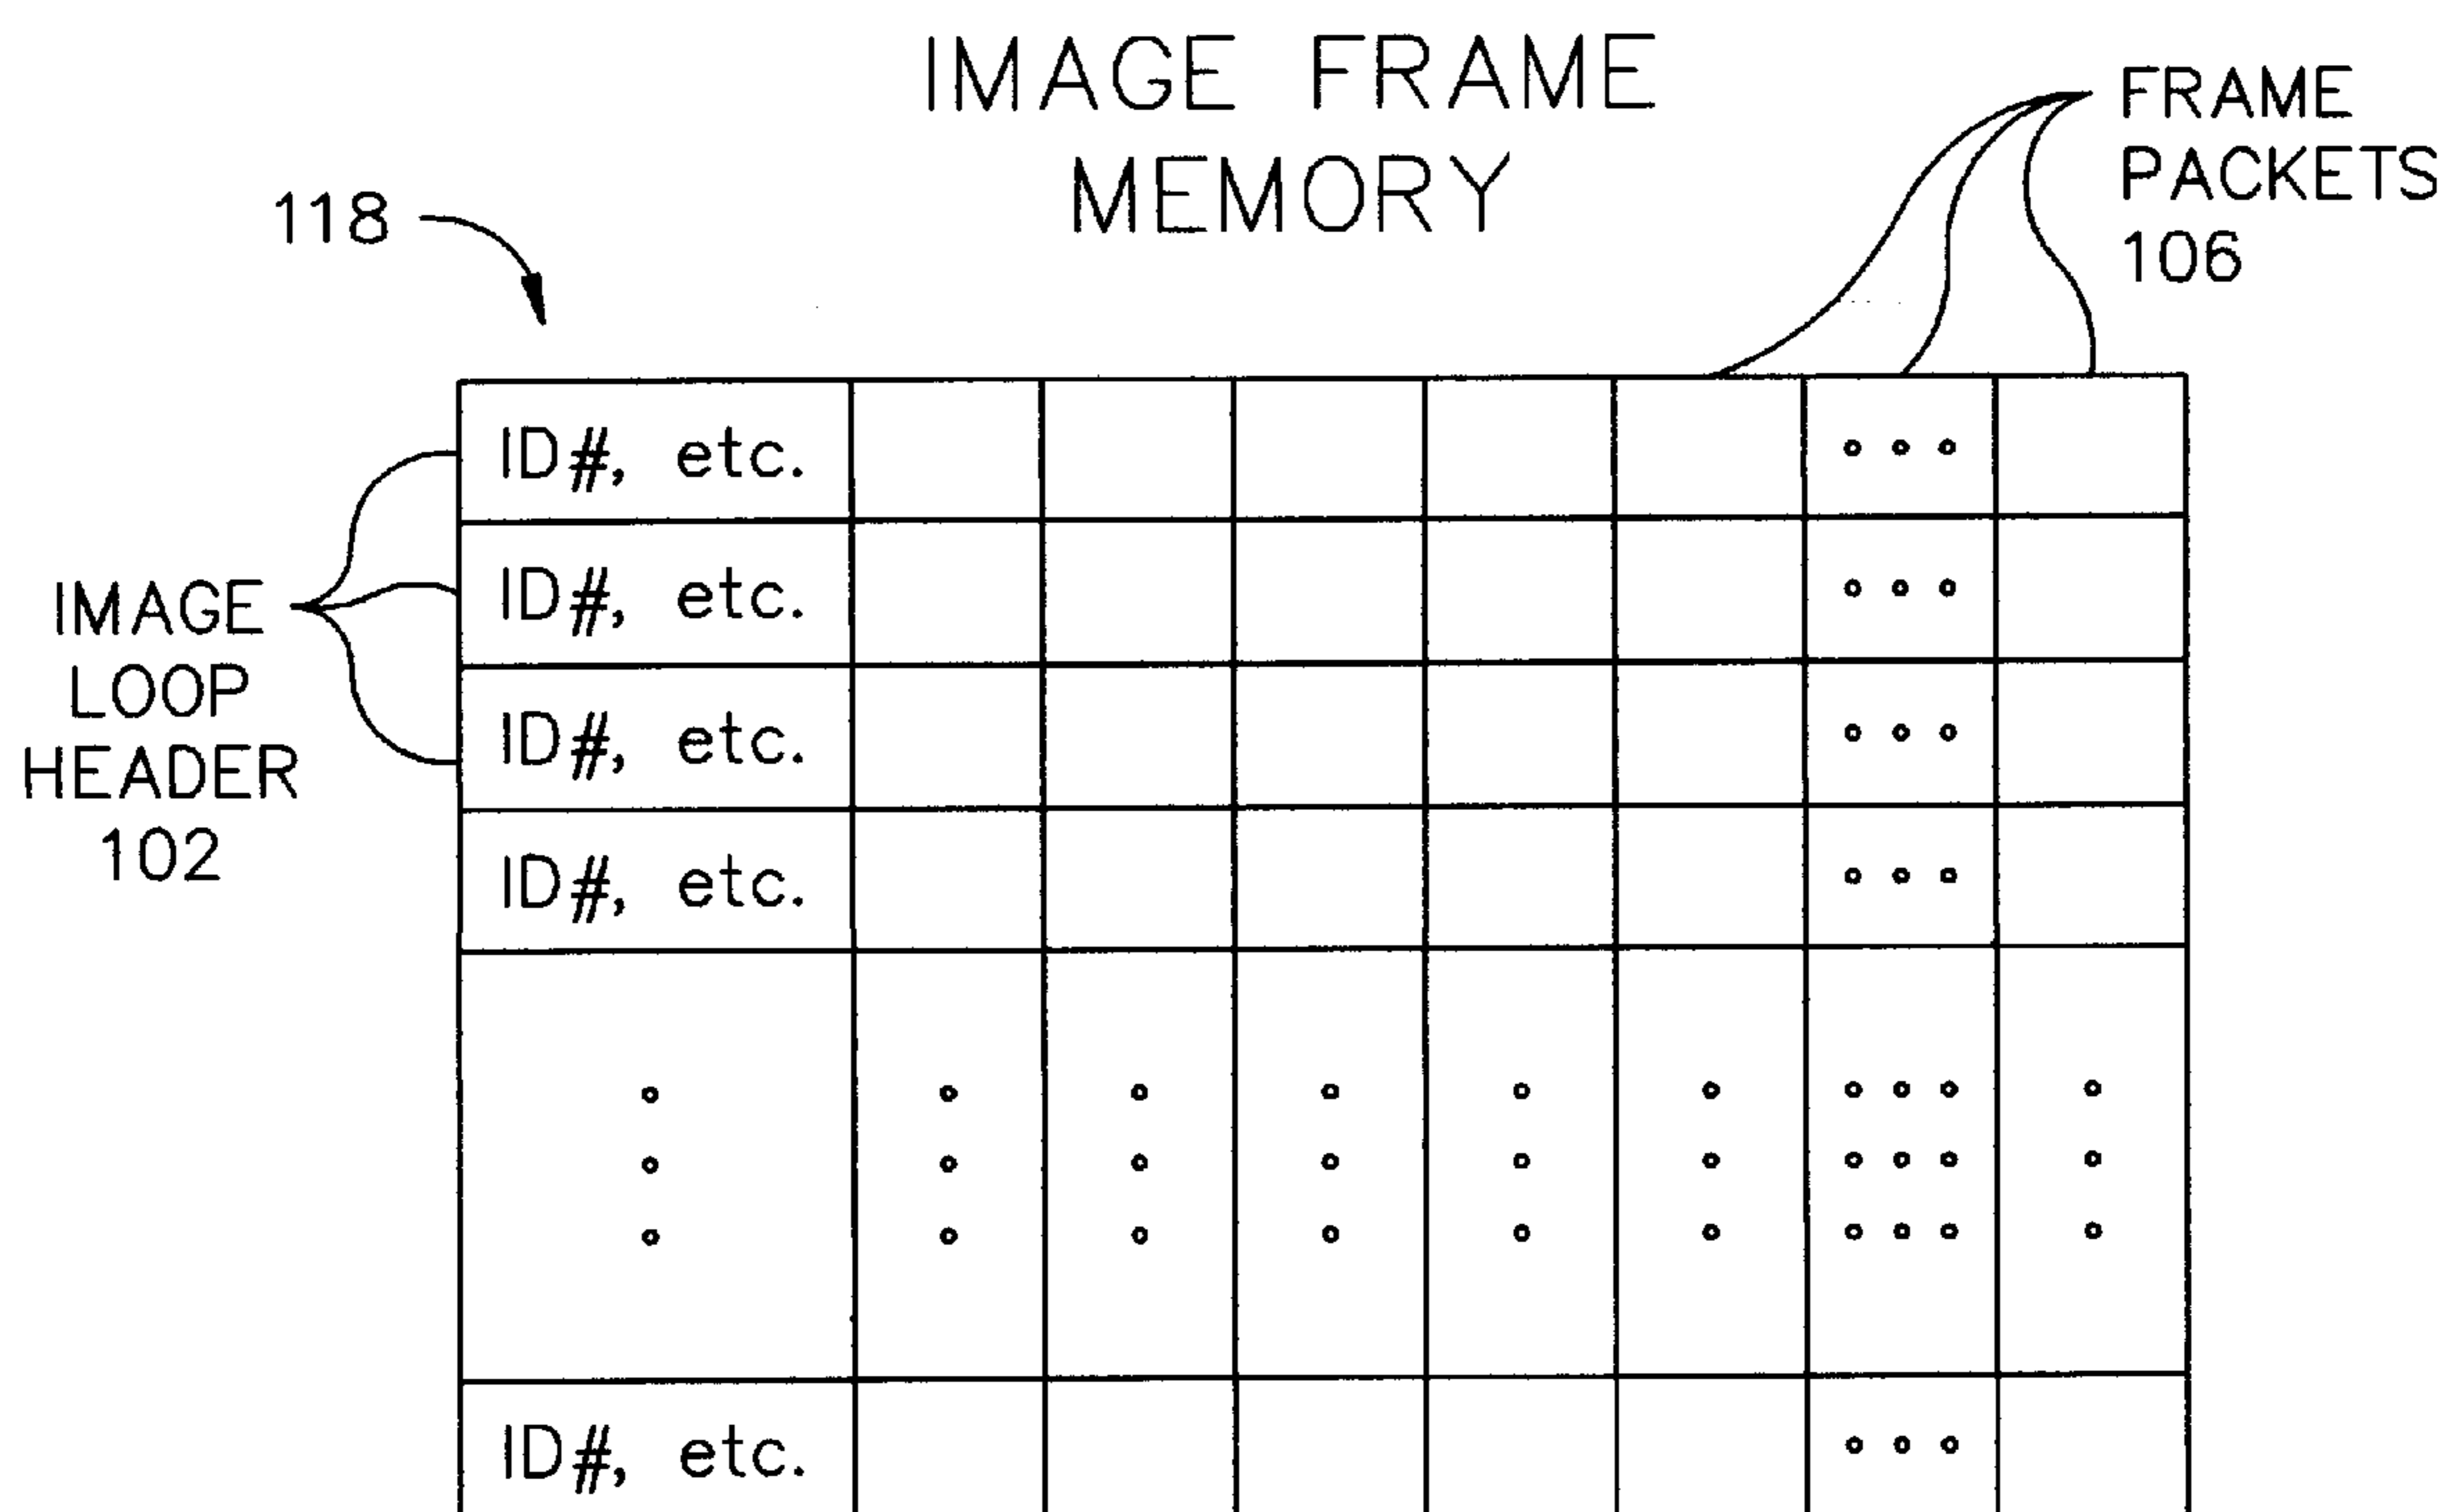 IMAGE FRAME
MEMORY
FRAME
PACKETS
106
118
IMAGE
LOOP
HEADER
102
ID#, etc.
ID#, etc.
ID#, etc.
ID#, etc.
ID#, etc.